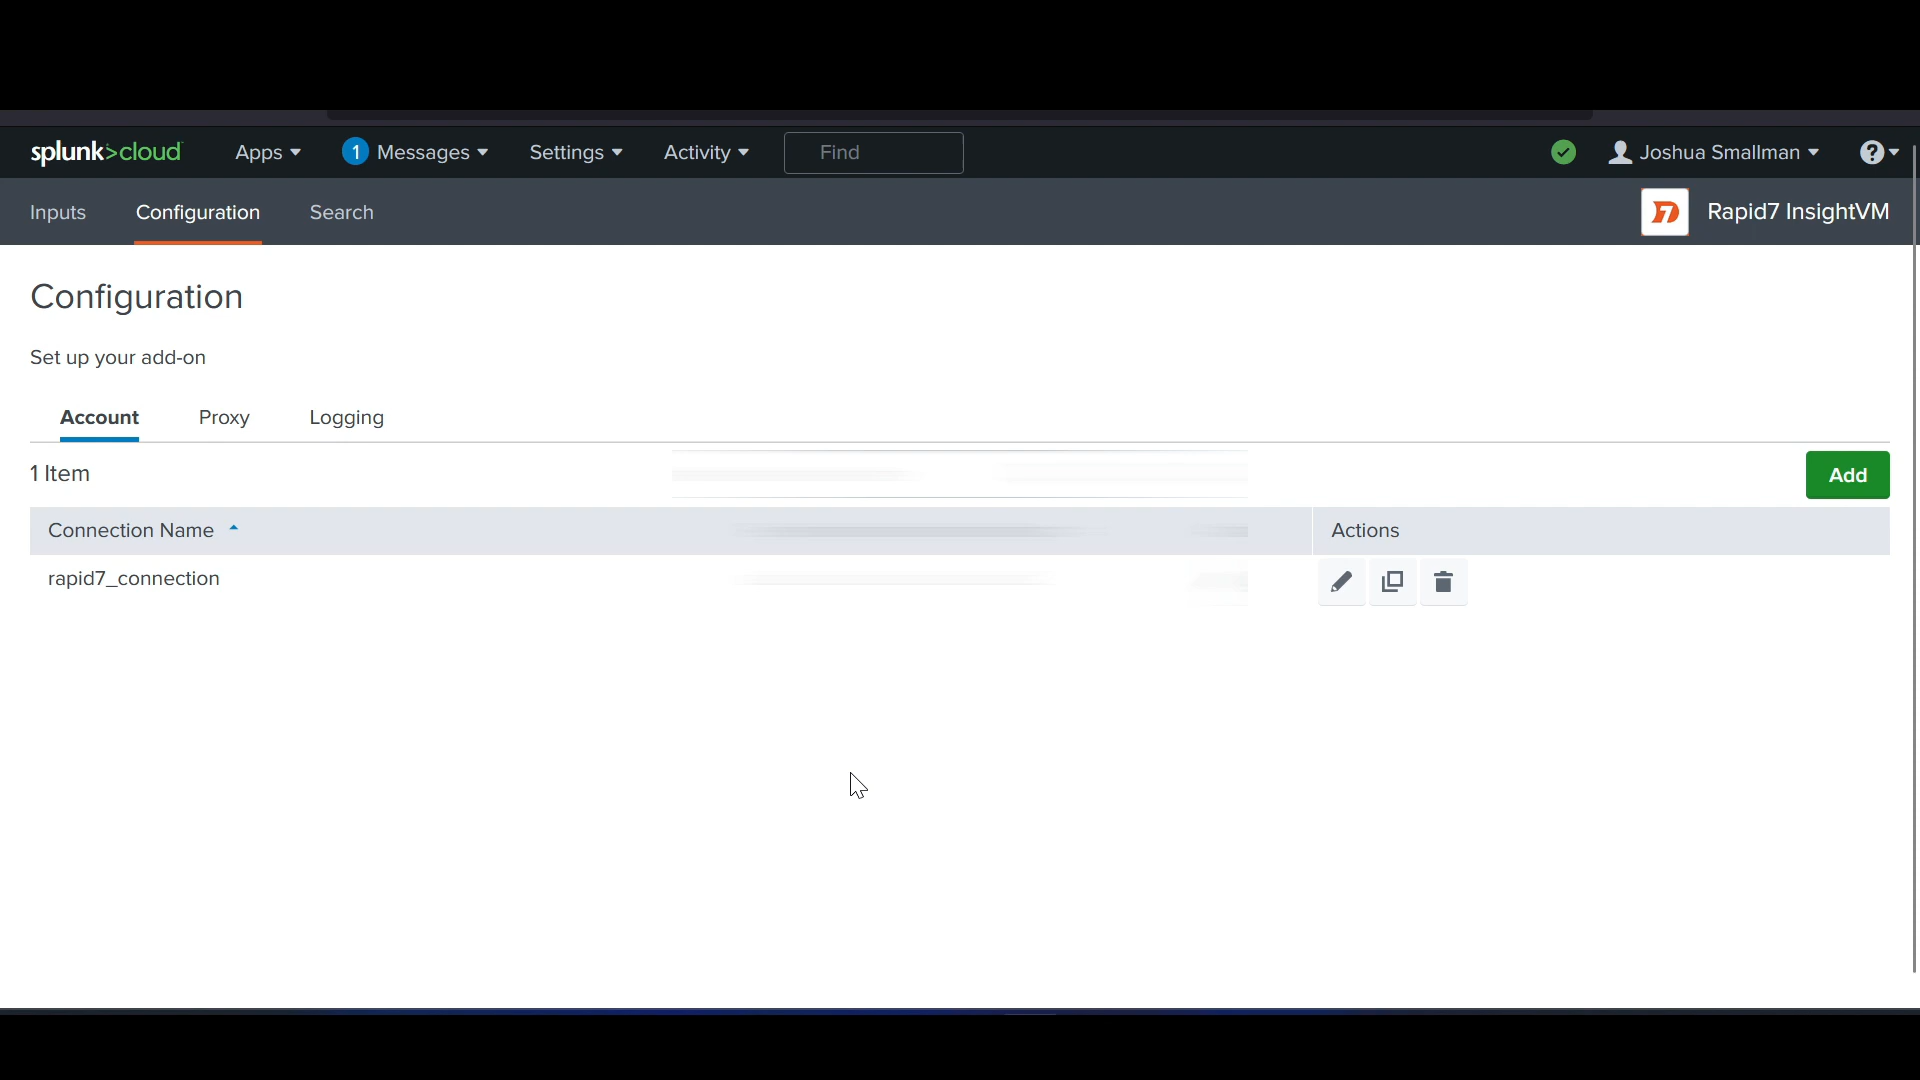 splunk>cloud Apps 1 Messages Settings Activity Find Joshua Smallman ?
Inputs Configuration Search 7 Rapid7 InsightVM
Configuration
Set up your add-on
Account Proxy Logging
1 Item Add
Connection Name Actions
rapid7_connection